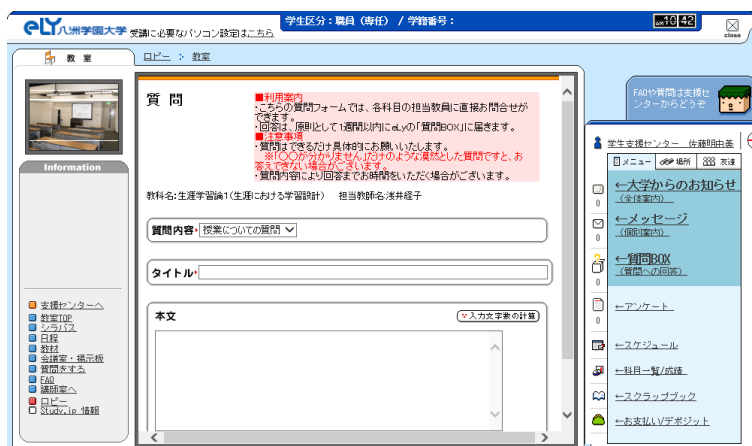 eLy八洲学園大学 受講に必要なパソコン設定はこちら
学生区分：職員（専任） / 学籍番号：
10 42
close
教室
ロビー : 教室
Information
支援センターへ
教室TOP
シラバス
日程
教材
会議室・掲示板
質問をする
FAQ
講師室へ
ロビー
Study.jp 情報
質問
■利用案内
・こちらの質問フォームでは、各科目の担当教員に直接お問合せができます。
・回答は、原則として1週間以内にeLyの「質問BOX」に届きます。
■注意事項
・質問はできるだけ具体的にお願いいたします。
※「○○が分かりません」だけのような漠然とした質問ですと、お答えできない場合がございます。
・質問内容により回答までお時間をいただく場合がございます。
教科名:生涯学習論1(生涯における学習設計) 担当教師名:浅井経子
質問内容・ 授業についての質問
タイトル・
本文
入力文字数の計算
FAQや質問は支援センターからどうぞ
学生支援センター 佐藤明由美
メニュー 場所 友達
←大学からのお知らせ
（全体案内）
0
←メッセージ
（個別案内）
0
←質問BOX
（質問への回答）
0
←アンケート
0
←スケジュール
←科目一覧/成績
←スクラップブック
←お支払い/デポジット